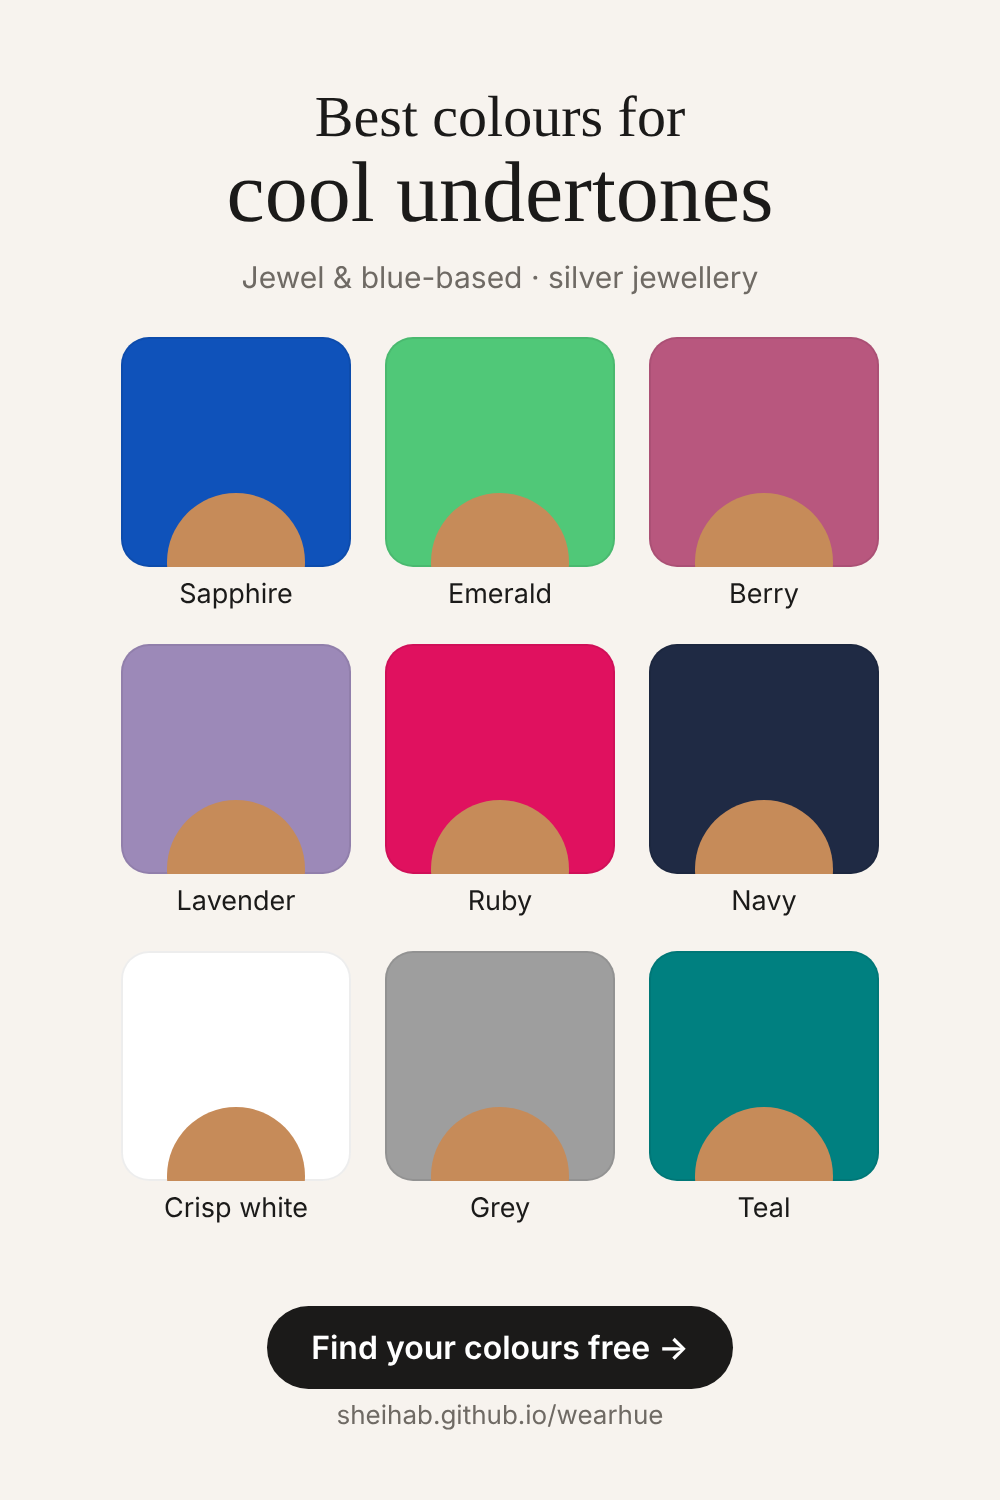 Best colours for
cool undertones
Jewel & blue-based · silver jewellery
Sapphire
Emerald
Berry
Lavender
Ruby
Navy
Crisp white
Grey
Teal
Find your colours free →
sheihab.github.io/wearhue